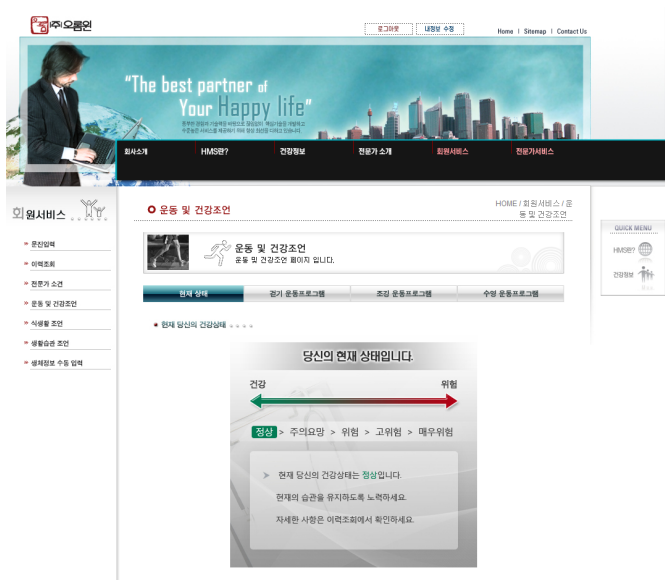 (주)오롬원
로그아웃 내정보 수정 Home | Sitemap | Contact Us
"The best partner of
Your Happy life"
회사소개 HMS란? 건강정보 전문가 소개 회원서비스 전문가서비스
회원서비스
운동 및 건강조언
HOME / 회원서비스 / 운
동 및 건강조언
QUICK MENU
HMS란?
건강정보
» 문진입력
» 이력조회
» 전문가 소견
» 운동 및 건강조언
» 식생활 조언
» 생활습관 조언
» 생체정보 수동 입력
운동 및 건강조언
운동 및 건강조언 페이지 입니다.
현재 상태 걷기 운동프로그램 조깅 운동프로그램 수영 운동프로그램
현재 당신의 건강상태
당신의 현재 상태입니다.
건강 위험
정상 > 주의요망 > 위험 > 고위험 > 매우위험
현재 당신의 건강상태는 정상입니다.
현재의 습관을 유지하도록 노력하세요.
자세한 사항은 이력조회에서 확인하세요.